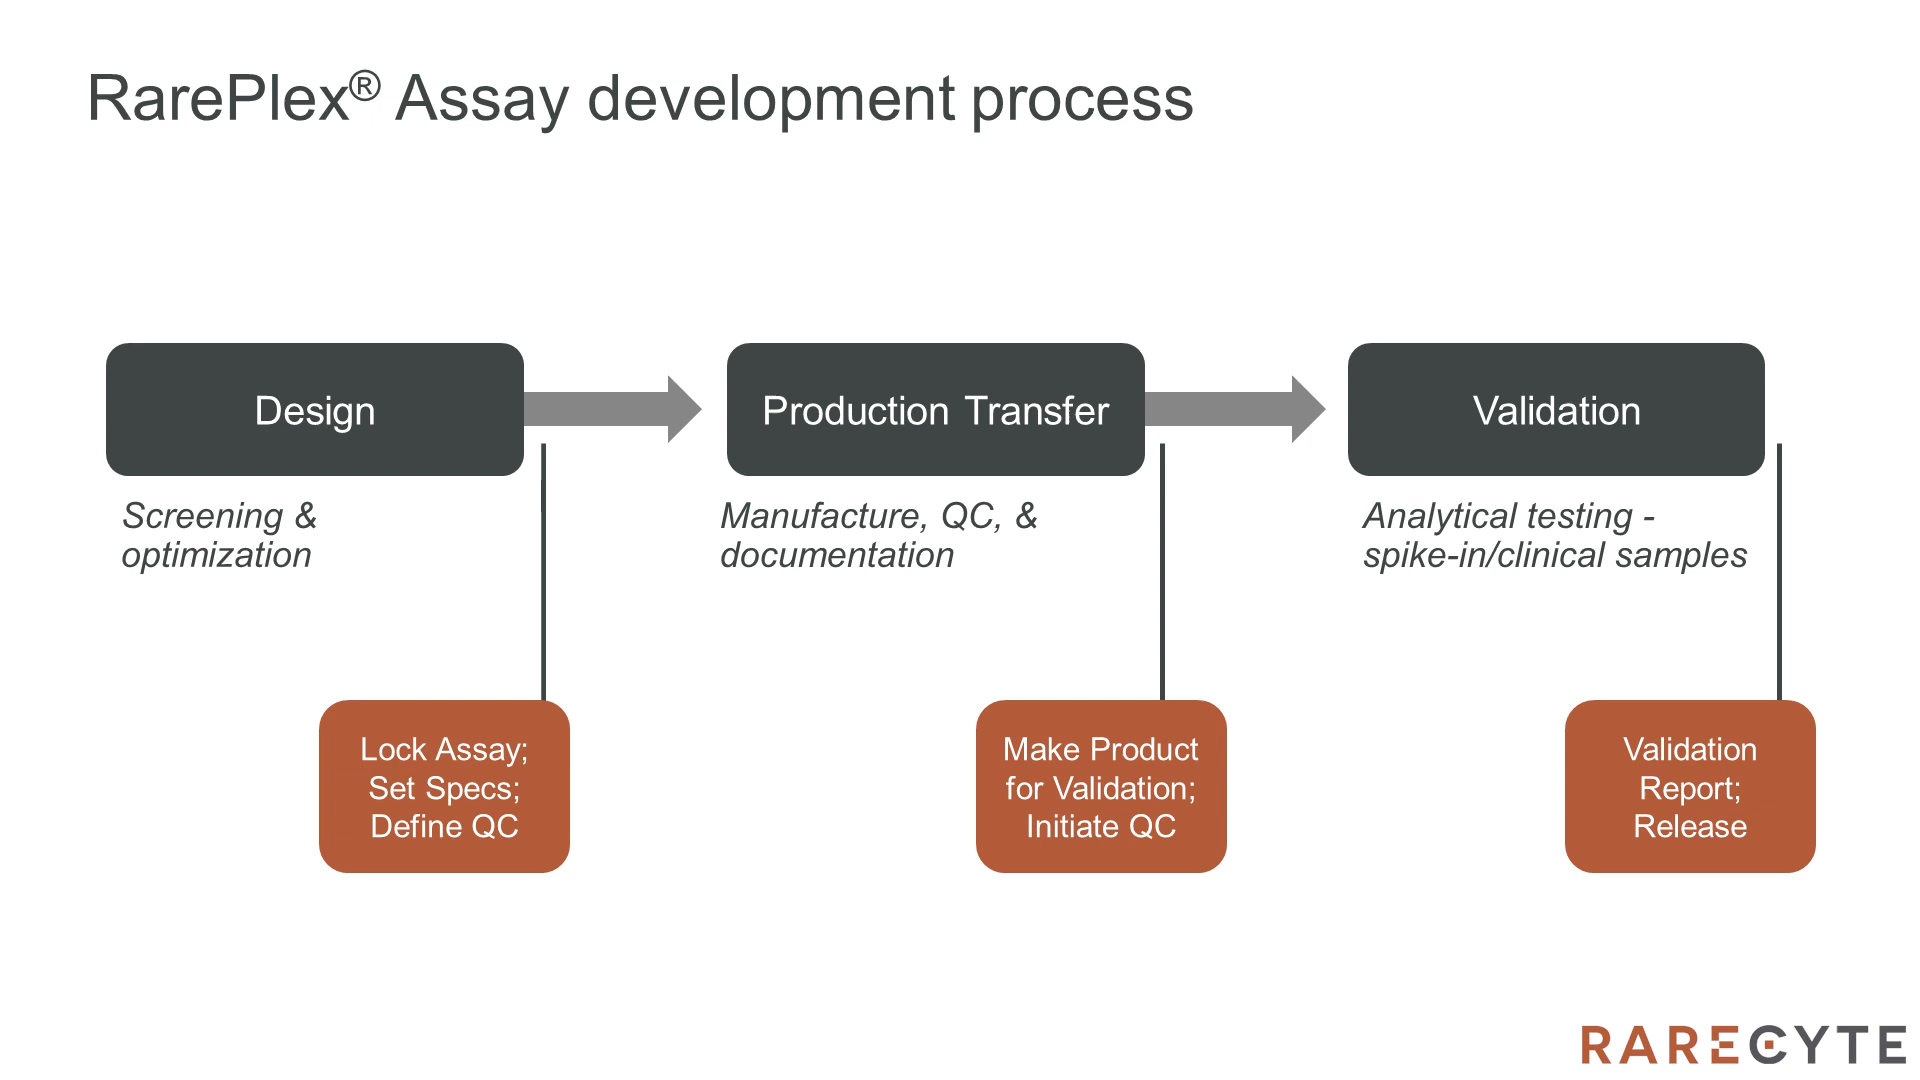 RarePlex® Assay development process
Design
Production Transfer
Validation
Screening &
optimization
Manufacture, QC, &
documentation
Analytical testing -
spike-in/clinical samples
Lock Assay;
Set Specs;
Define QC
Make Product
for Validation;
Initiate QC
Validation
Report;
Release
RARECYTE